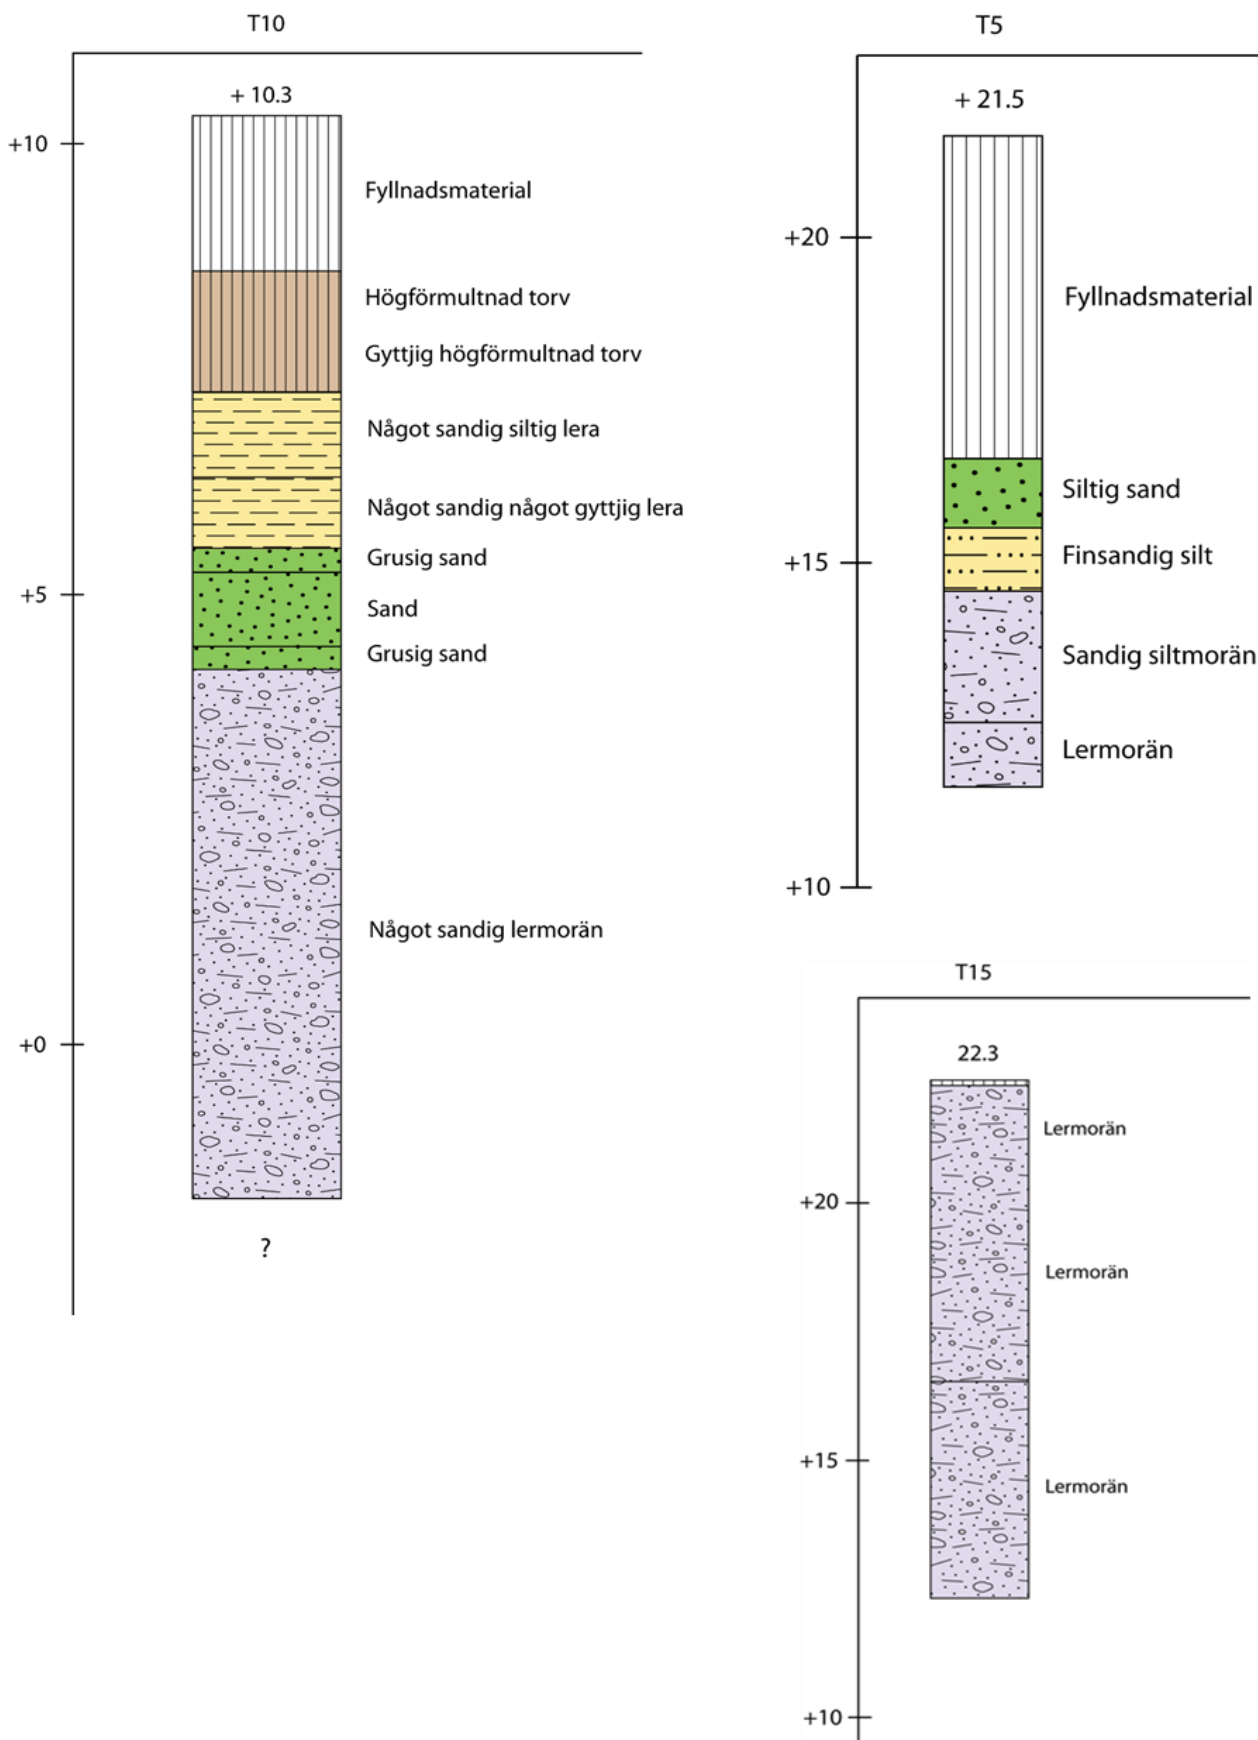 T10
+ 10.3
+10
Fyllnadsmaterial
Högförmultnad torv
Gyttjig högförmultnad torv
Något sandig siltig lera
Något sandig något gyttjig lera
Grusig sand
+5
Sand
Grusig sand
Något sandig lermorän
+0
?
T5
+ 21.5
+20
Fyllnadsmaterial
Siltig sand
+15
Finsandig silt
Sandig siltmorän
Lermorän
+10
T15
22.3
Lermorän
+20
Lermorän
+15
Lermorän
+10